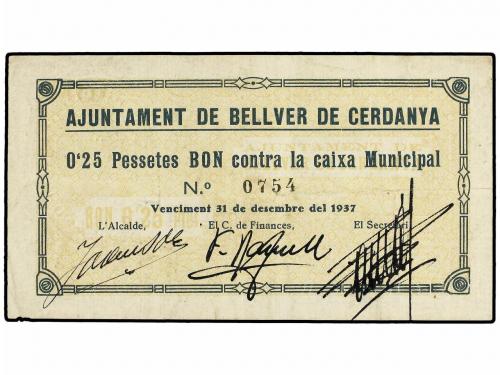 AJUNTAMENT DE BELLVER DE CERDANYA
0'25 Pessetes BON contra la caixa Municipal
N.º 0754
Venciment 31 de desembre del 1937
L'Alcalde, El C. de Finances, El Secretari